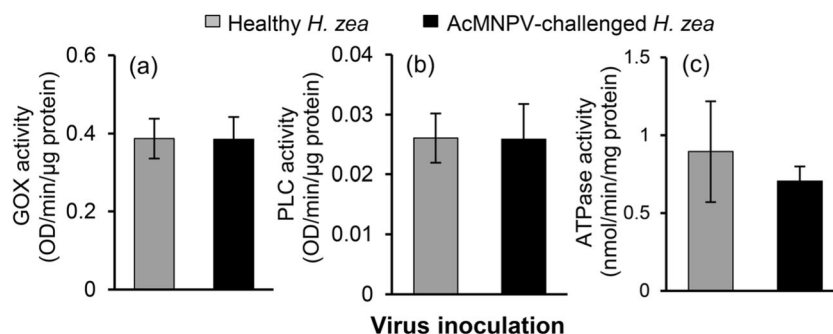 Healthy H. zea AcMNPV-challenged H. zea
(a)
GOX activity
(OD/min/µg protein)
0.6
0.4
0.2
0
(b)
PLC activity
(OD/min/µg protein)
0.04
0.03
0.02
0.01
0
(c)
ATPase activity
(nmol/min/mg protein)
1.5
1
0.5
0
Virus inoculation